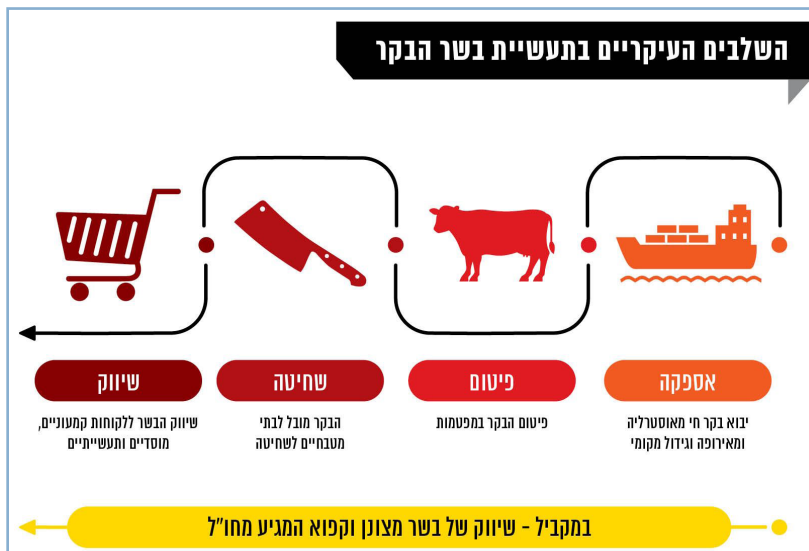 השלבים העיקריים בתעשיית בשר הבקר
אספקה
יבוא בקר חי מאוסטרליה
ומאירופה וגידול מקומי
פיטום
פיטום הבקר במפטמות
שחיטה
הבקר מובל לבתי
מטבחיים לשחיטה
שיווק
שיווק הבשר ללקוחות קמעוניים,
מוסדיים ותעשייתיים
במקביל - שיווק של בשר מצונן וקפוא המגיע מחו"ל